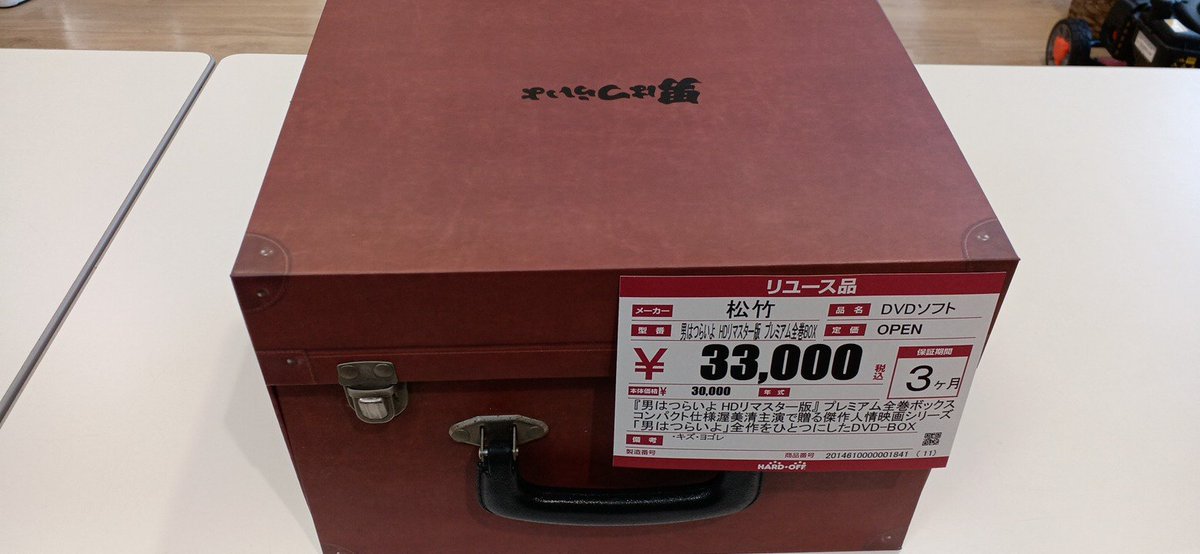 男はつらいよ
リユース品
メーカー 松竹 品名 DVDソフト
型番 男はつらいよ HDリマスター版 プレミアム全巻BOX 定価 OPEN
¥ 33,000 税込 保証期間 3ヶ月
本体価格¥ 30,000 年式
『男はつらいよ HDリマスター版』プレミアム全巻ボックス
コンパクト仕様渥美清主演で贈る傑作人情映画シリーズ
「男はつらいよ」全作をひとつにしたDVD-BOX
備考 ・キズ・ヨゴレ
製造番号 商品番号 2014610000001841 (11)
HARD・OFF